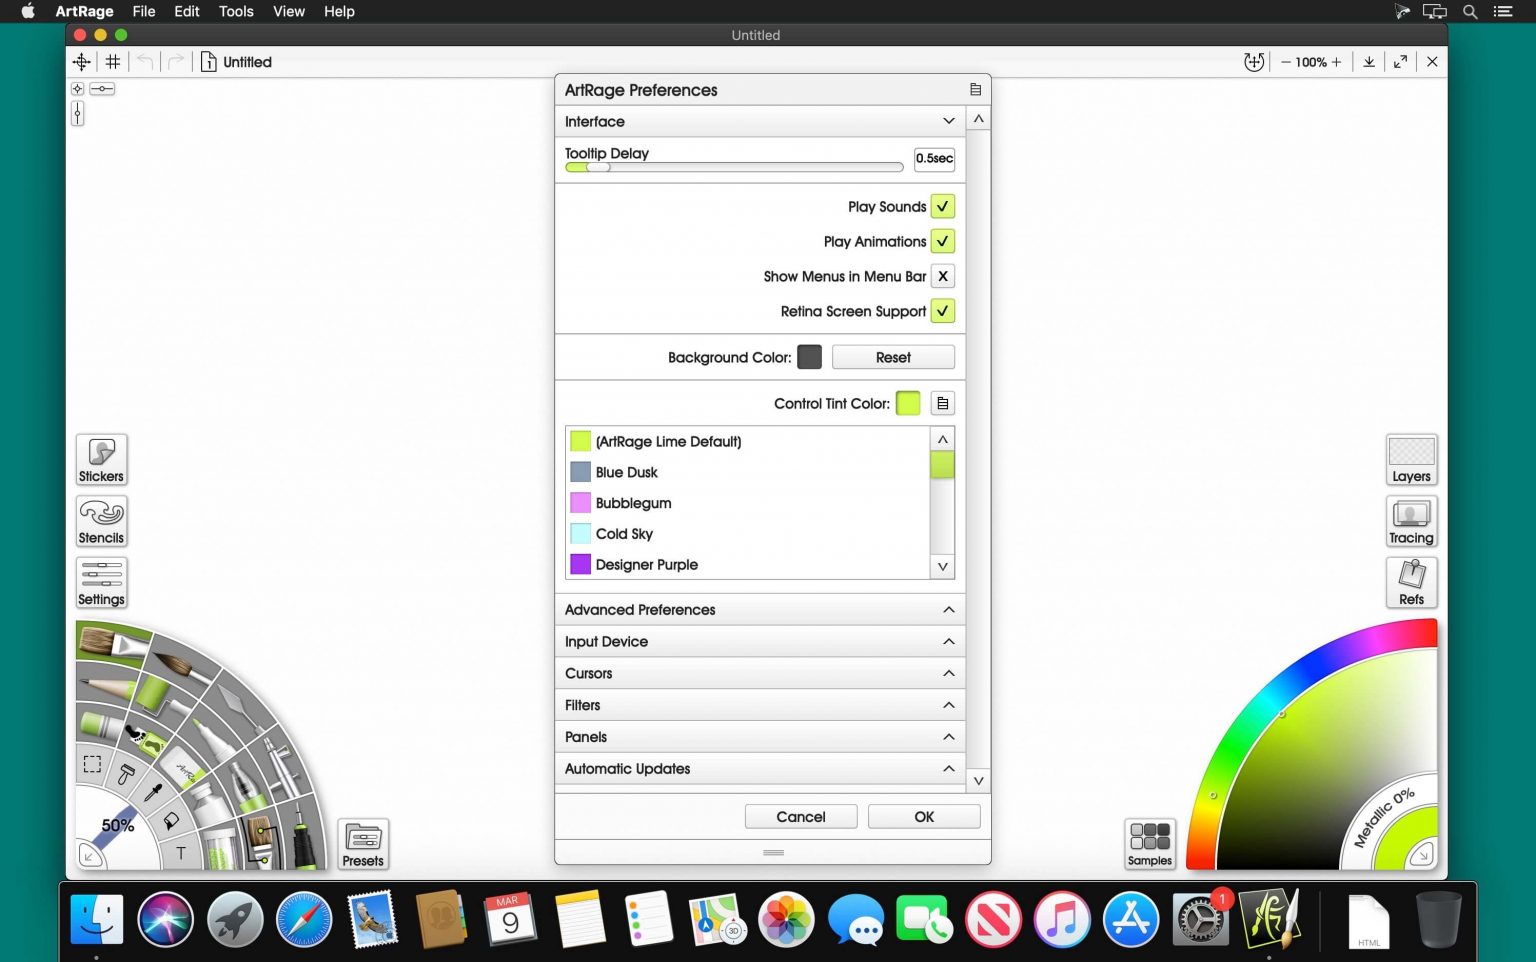 ArtRage File Edit Tools View Help
Untitled
Untitled
100%
ArtRage Preferences
Interface
Tooltip Delay
0.5sec
Play Sounds
Play Animations
Show Menus in Menu Bar
Retina Screen Support
Background Color:
Reset
Control Tint Color:
(ArtRage Lime Default)
Blue Dusk
Bubblegum
Cold Sky
Designer Purple
Advanced Preferences
Input Device
Cursors
Filters
Panels
Automatic Updates
Cancel
OK
Stickers
Stencils
Settings
50%
T
Presets
Layers
Tracing
Refs
Metallic 0%
Samples
MAR
9
3D
1
HTML